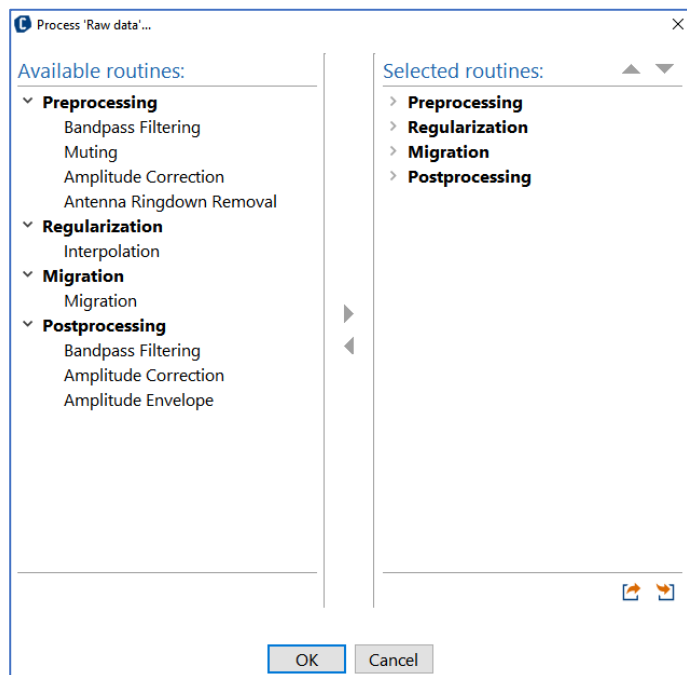 Process 'Raw data'...
Available routines:
Preprocessing
Bandpass Filtering
Muting
Amplitude Correction
Antenna Ringdown Removal
Regularization
Interpolation
Migration
Migration
Postprocessing
Bandpass Filtering
Amplitude Correction
Amplitude Envelope
Selected routines:
Preprocessing
Regularization
Migration
Postprocessing
OK
Cancel